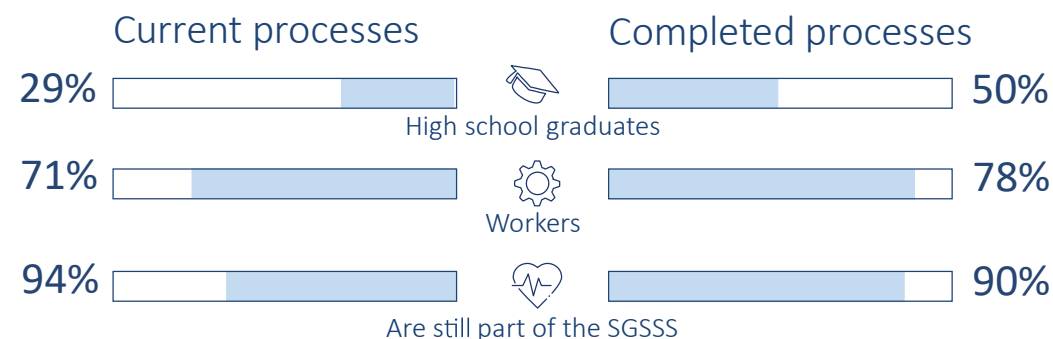 Current processes
Completed processes
29%
50%
High school graduates
71%
78%
Workers
94%
90%
Are still part of the SGSSS